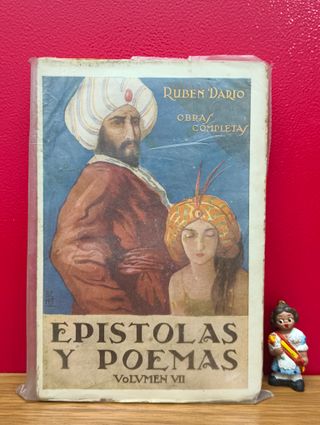 RUBEN DARIO
OBRAS
COMPLETAS
EPISTOLAS
Y POEMAS
VOLVMEN VII